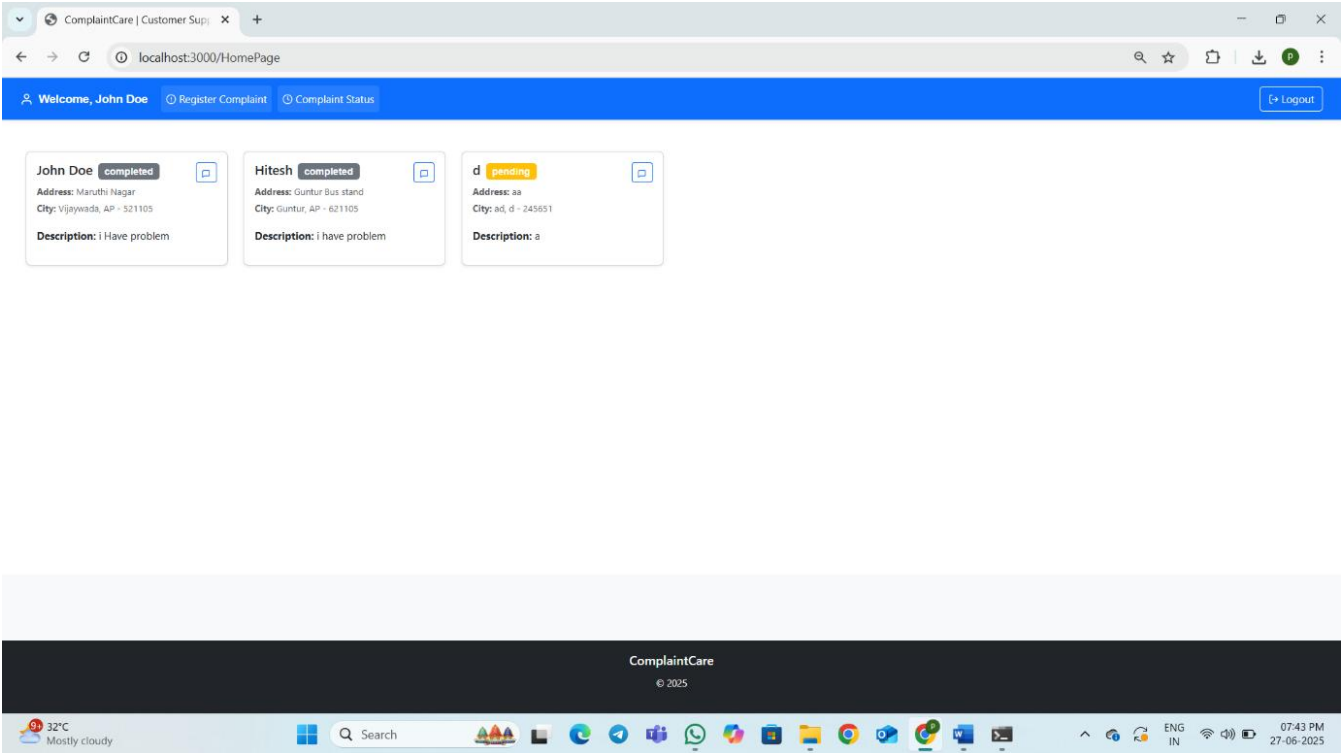 ComplaintCare | Customer Sup
localhost:3000/HomePage
P
Welcome, John Doe Register Complaint Complaint Status Logout
John Doe completed
Address: Maruthi Nagar
City: Vijaywada, AP - 521105
Description: i Have problem
Hitesh completed
Address: Guntur Bus stand
City: Guntur, AP - 621105
Description: i have problem
d pending
Address: aa
City: ad, d - 245651
Description: a
ComplaintCare
© 2025
9+
32°C
Mostly cloudy
Search
ENG
IN
07:43 PM
27-06-2025